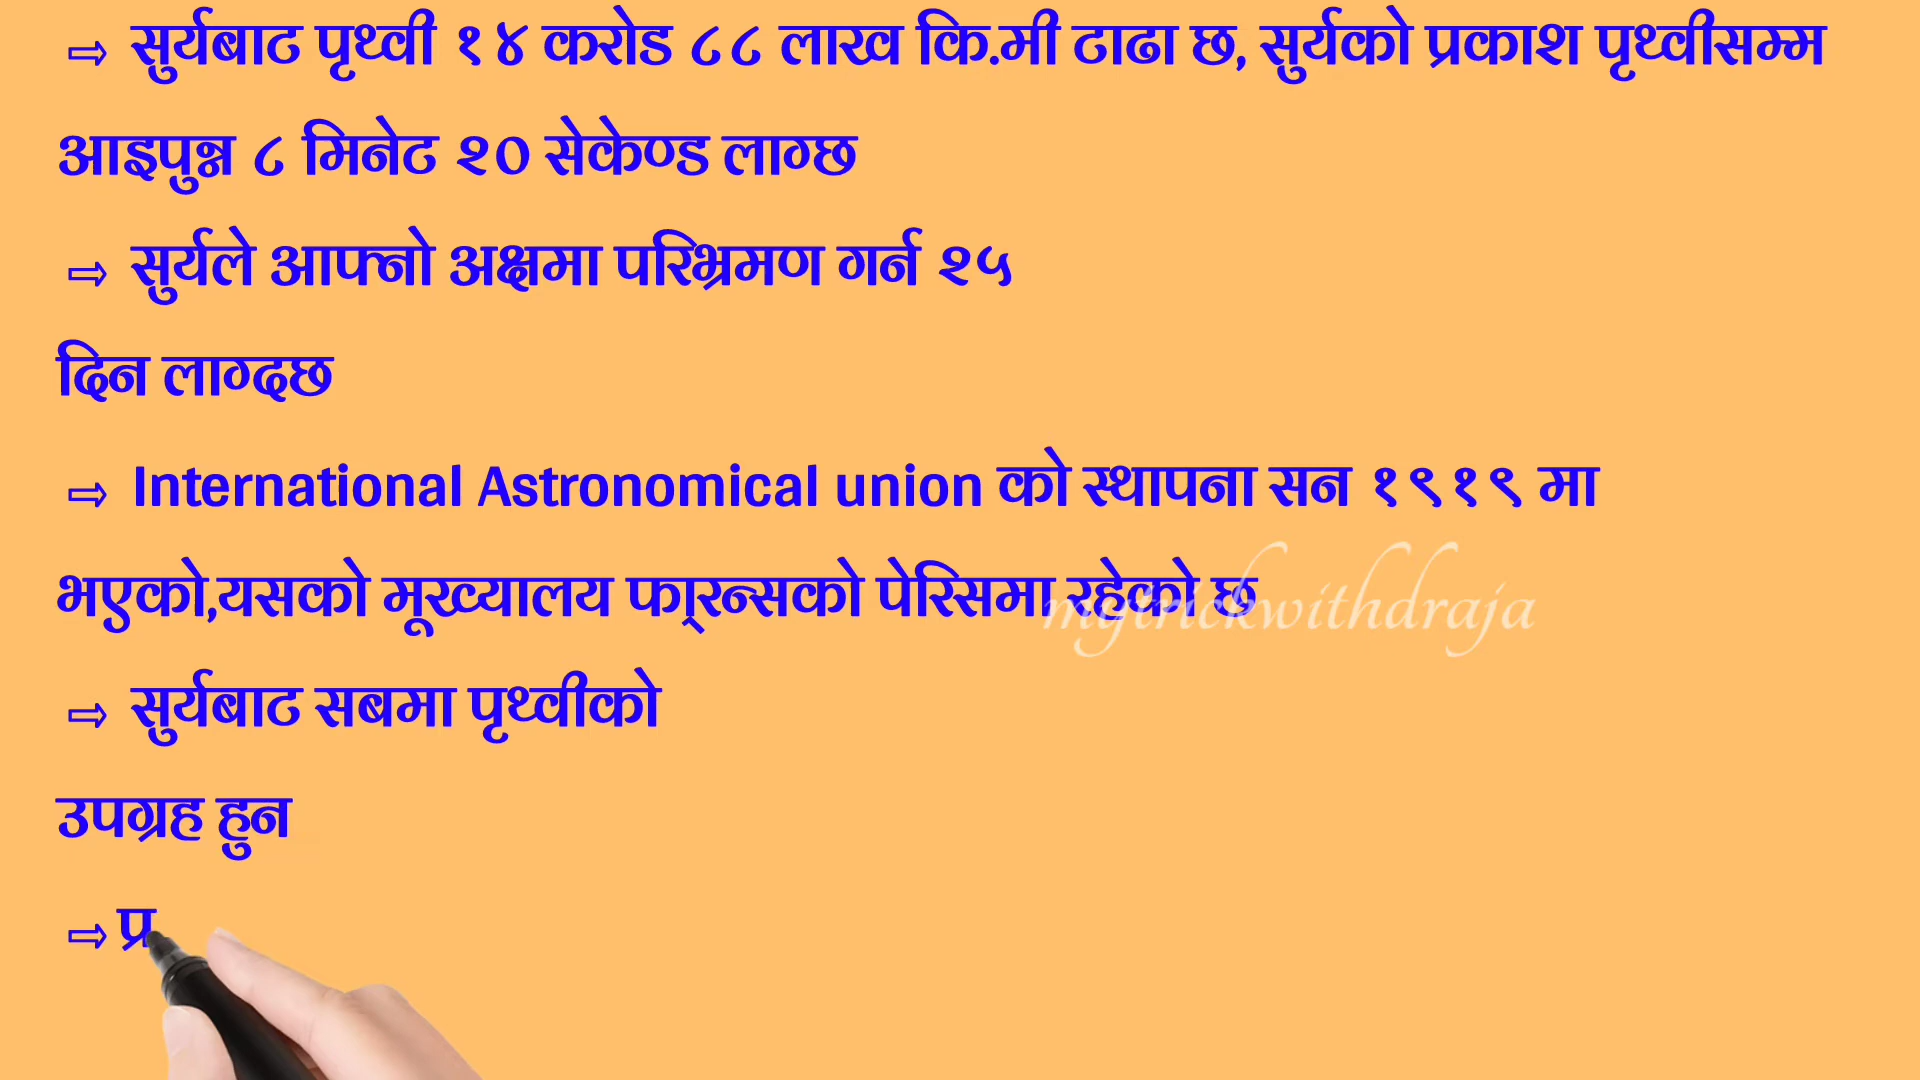 ⇨ सुर्यबाट पृथ्वी १४ करोड ८८ लाख कि.मी टाढा छ, सुर्यको प्रकाश पृथ्वीसम्म
आइपुन्न ८ मिनेट २० सेकेण्ड लाग्छ
⇨ सुर्यले आफ्नो अक्षमा परिभ्रमण गर्न २५
दिन लाग्दछ
⇨ International Astronomical union को स्थापना सन १९१९ मा
भएको,यसको मूख्यालय फा्रन्सको पेरिसमा रहेको छ
mytrickwithdraja
⇨ सुर्यबाट सबमा पृथ्वीको
उपग्रह हुन
⇨ प्र